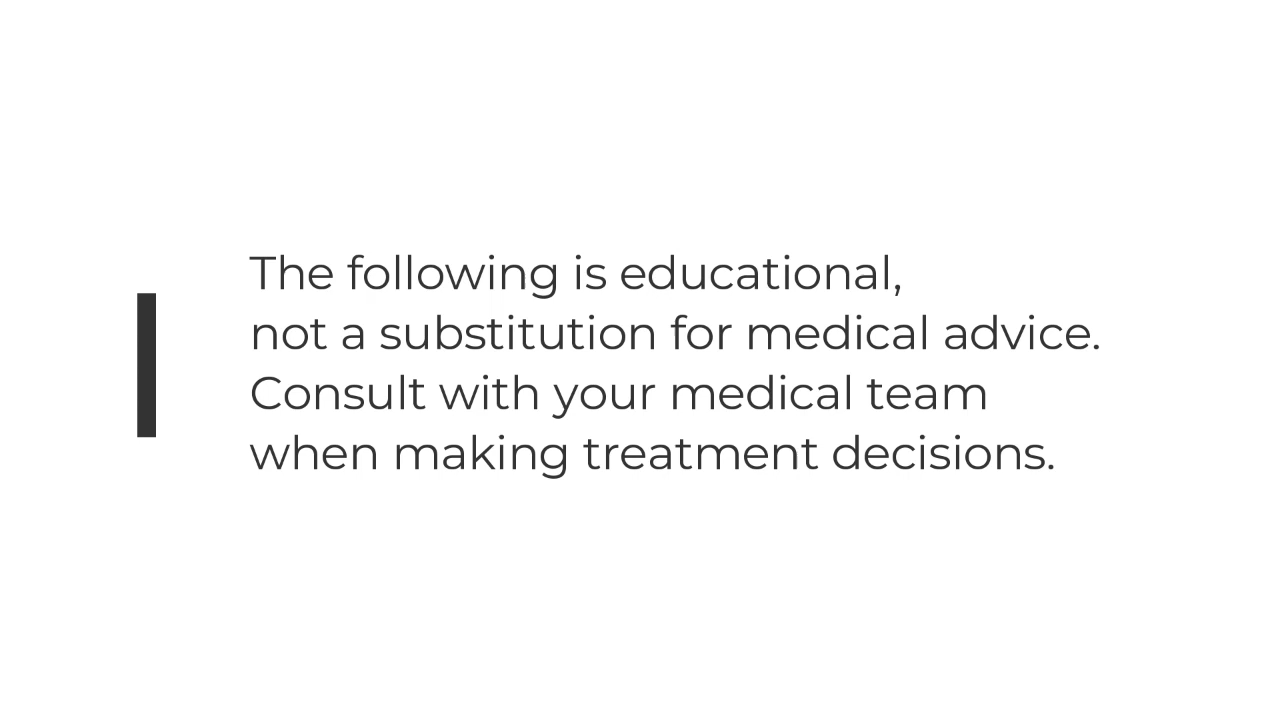 The following is educational,
not a substitution for medical advice.
Consult with your medical team
when making treatment decisions.